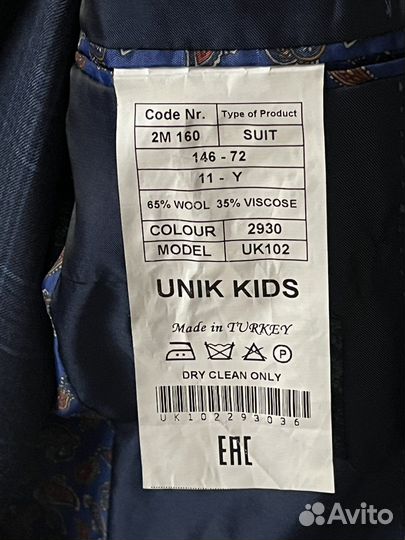 Code Nr. Type of Product
2M 160 SUIT
146 - 72
11 - Y
65% WOOL 35% VISCOSE
COLOUR 2930
MODEL UK102
UNIK KIDS
Made in TURKEY
P
DRY CLEAN ONLY
UK102293036
EAC
Avito